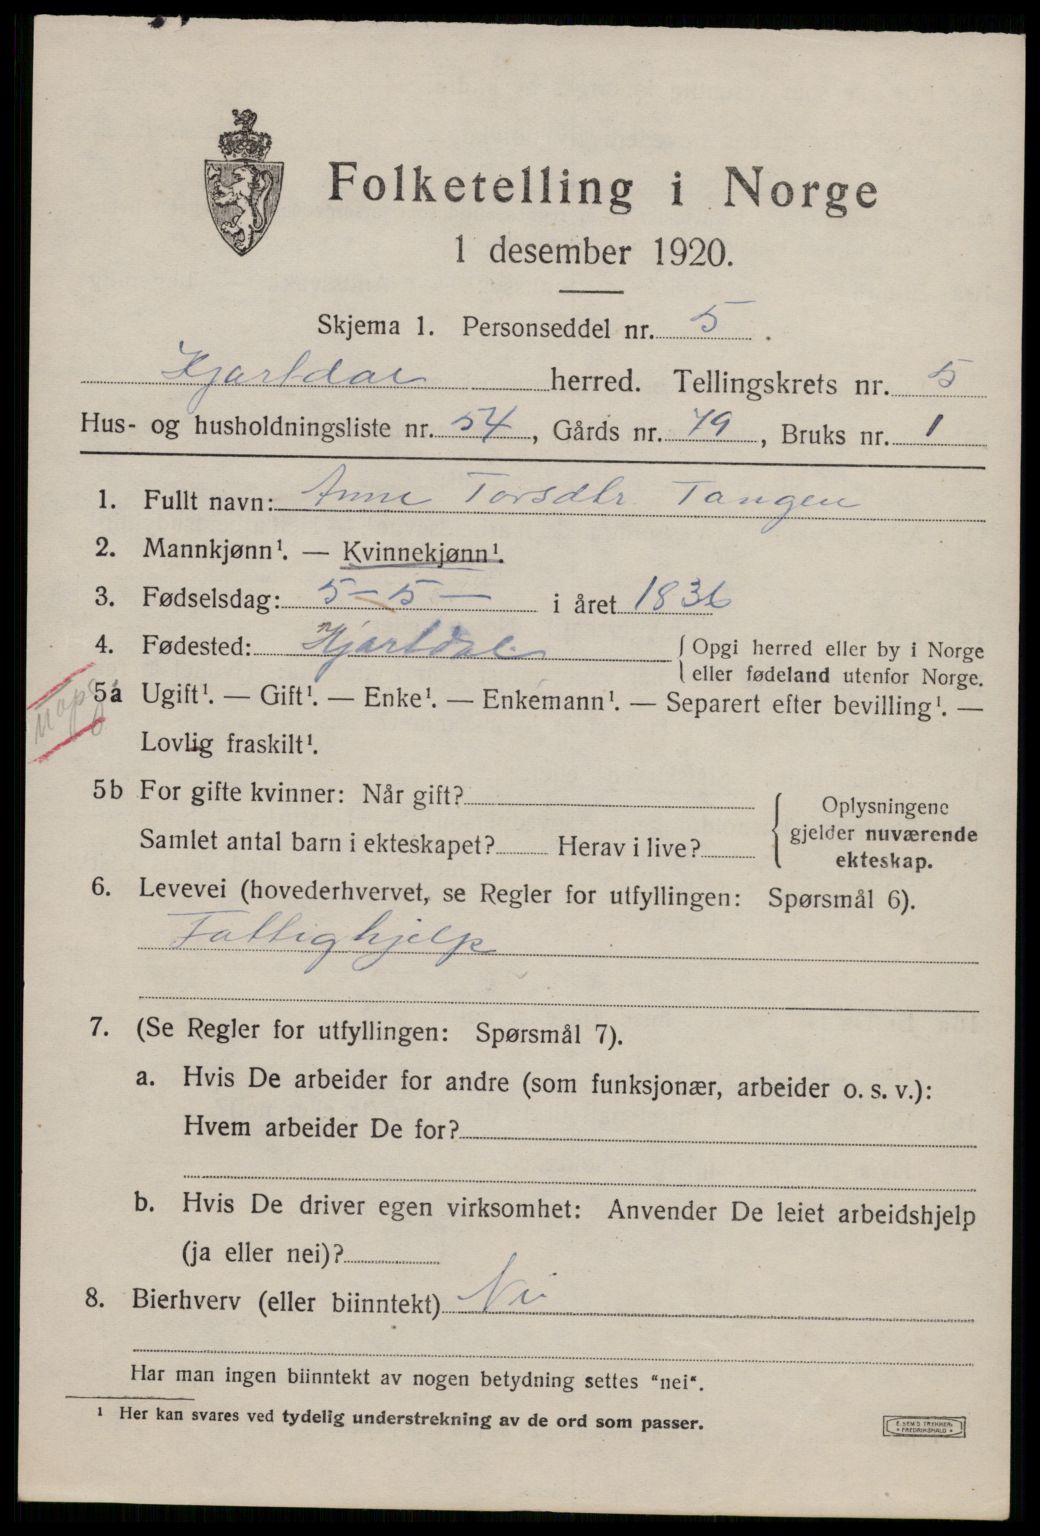 Folketelling i Norge
1 desember 1920.
Skjema 1. Personseddel nr. 5.
Hjartdal herred. Tellingskrets nr. 5
Hus- og husholdningsliste nr. 54, Gårds nr. 79, Bruks nr. 1
1. Fullt navn: Anne Torsdtr. Tangen
2. Mannkjønn¹. — Kvinnekjønn¹.
3. Fødselsdag: 5 – 5 – i året 1836
4. Fødested: Hjartdal { Opgi herred eller by i Norge
eller fødeland utenfor Norge.
5a Ugift¹. — Gift¹. — Enke¹. — Enkemann¹. — Separert efter bevilling¹. —
Lovlig fraskilt¹.
5b For gifte kvinner: Når gift?
Samlet antal barn i ekteskapet? Herav i live?
{ Oplysningene
gjelder nuværende
ekteskap.
6. Levevei (hovederhvervet, se Regler for utfyllingen: Spørsmål 6).
Fattighjelp
7. (Se Regler for utfyllingen: Spørsmål 7).
a. Hvis De arbeider for andre (som funksjonær, arbeider o. s. v.):
Hvem arbeider De for?
b. Hvis De driver egen virksomhet: Anvender De leiet arbeidshjelp
(ja eller nei)?
8. Bierhverv (eller biinntekt) Nei
Har man ingen biinntekt av nogen betydning settes "nei".
¹ Her kan svares ved tydelig understrekning av de ord som passer.
E. SEM'S TRYKKERI
• FREDRIKSHALD •